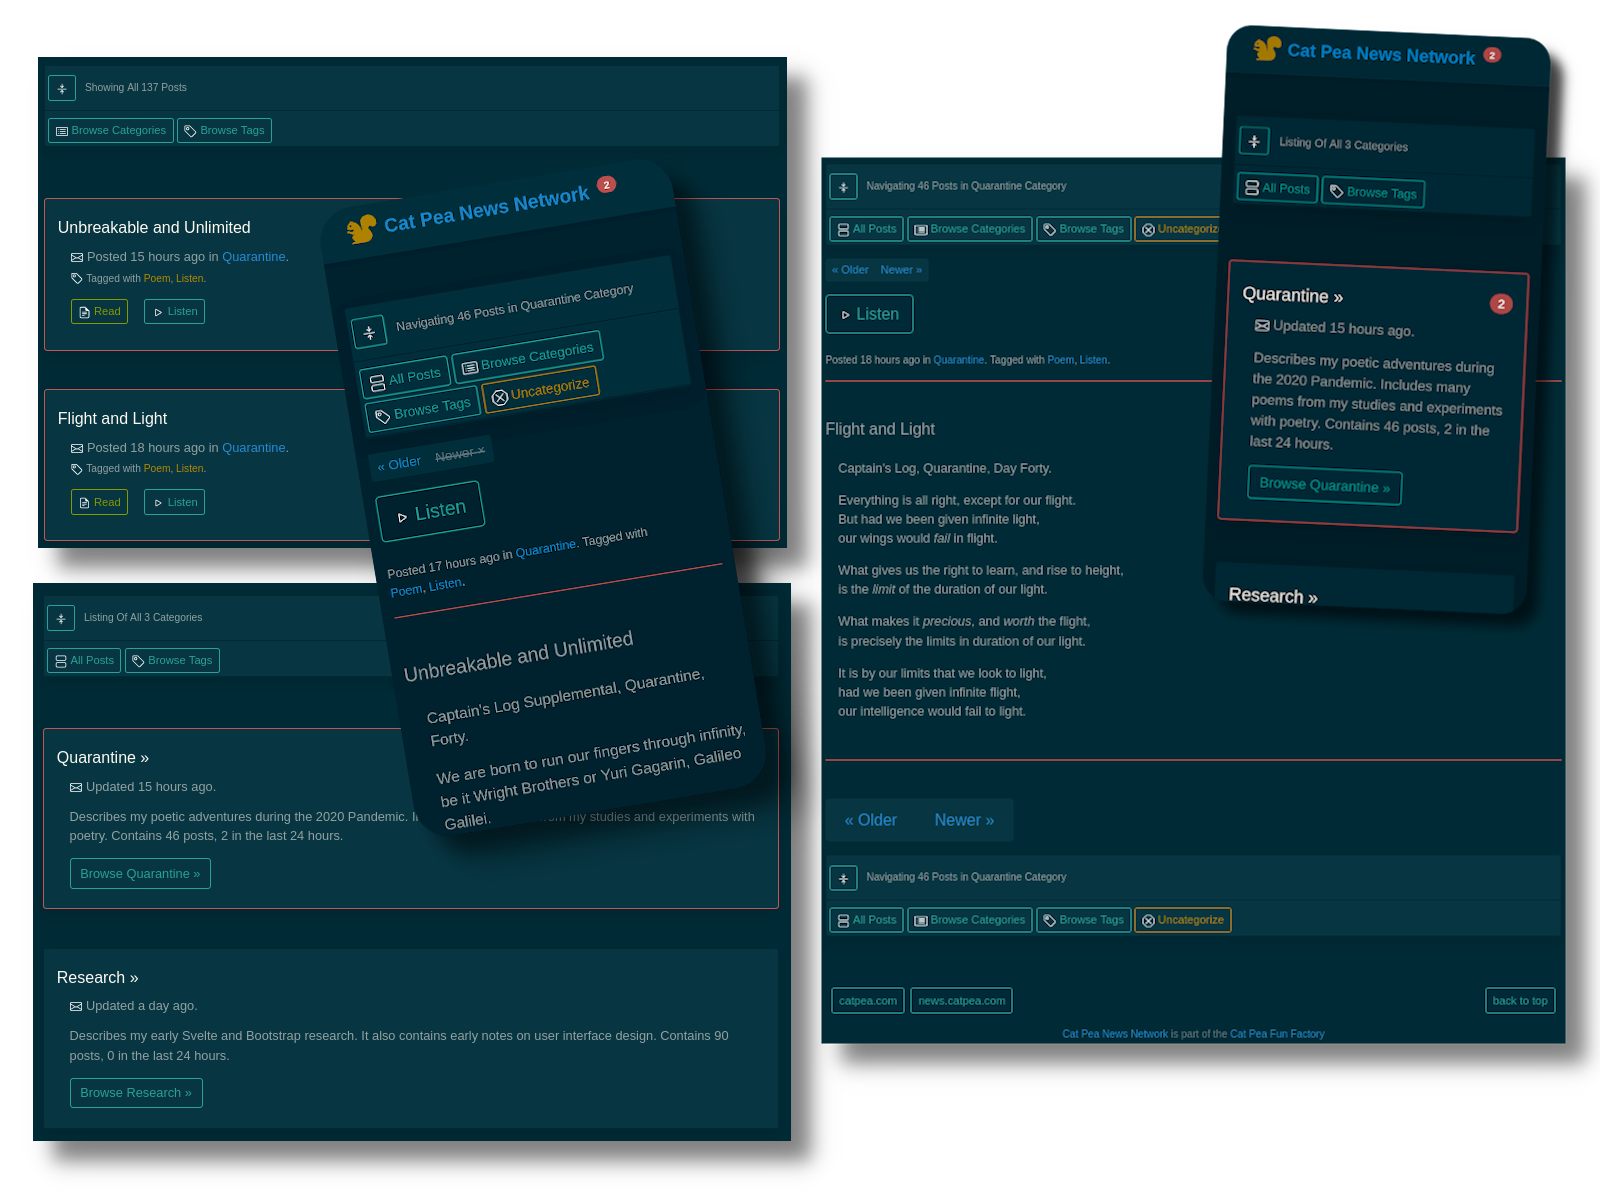 Showing All 137 Posts
Browse Categories
Browse Tags
Unbreakable and Unlimited
Posted 15 hours ago in Quarantine.
Tagged with Poem, Listen.
Read
Listen
Flight and Light
Posted 18 hours ago in Quarantine.
Tagged with Poem, Listen.
Read
Listen
Listing Of All 3 Categories
All Posts
Browse Tags
Quarantine »
Updated 15 hours ago.
Describes my poetic adventures during the 2020 Pandemic.
my studies and experiments with
poetry. Contains 46 posts, 2 in the last 24 hours.
Browse Quarantine »
Research »
Updated a day ago.
Describes my early Svelte and Bootstrap research. It also contains early notes on user interface design. Contains 90
posts, 0 in the last 24 hours.
Browse Research »
Cat Pea News Network 2
Navigating 46 Posts in Quarantine Category
All Posts
Browse Categories
Browse Tags
Uncategorize
« Older
Newer »
Listen
Posted 17 hours ago in Quarantine. Tagged with
Poem, Listen.
Unbreakable and Unlimited
Captain's Log Supplemental, Quarantine,
Forty.
We are born to run our fingers through infinity,
be it Wright Brothers or Yuri Gagarin, Galileo
Galilei.
Navigating 46 Posts in Quarantine Category
All Posts
Browse Categories
Browse Tags
Uncategoriz
« Older
Newer »
Listen
Posted 18 hours ago in Quarantine. Tagged with Poem, Listen.
Flight and Light
Captain's Log, Quarantine, Day Forty.
Everything is all right, except for our flight.
But had we been given infinite light,
our wings would fail in flight.
What gives us the right to learn, and rise to height,
is the limit of the duration of our light.
What makes it precious, and worth the flight,
is precisely the limits in duration of our light.
It is by our limits that we look to light,
had we been given infinite flight,
our intelligence would fail to light.
« Older
Newer »
Navigating 46 Posts in Quarantine Category
All Posts
Browse Categories
Browse Tags
Uncategorize
catpea.com
news.catpea.com
back to top
Cat Pea News Network is part of the Cat Pea Fun Factory
Cat Pea News Network 2
Listing Of All 3 Categories
All Posts
Browse Tags
Quarantine »
2
Updated 15 hours ago.
Describes my poetic adventures during
the 2020 Pandemic. Includes many
poems from my studies and experiments
with poetry. Contains 46 posts, 2 in the
last 24 hours.
Browse Quarantine »
Research »